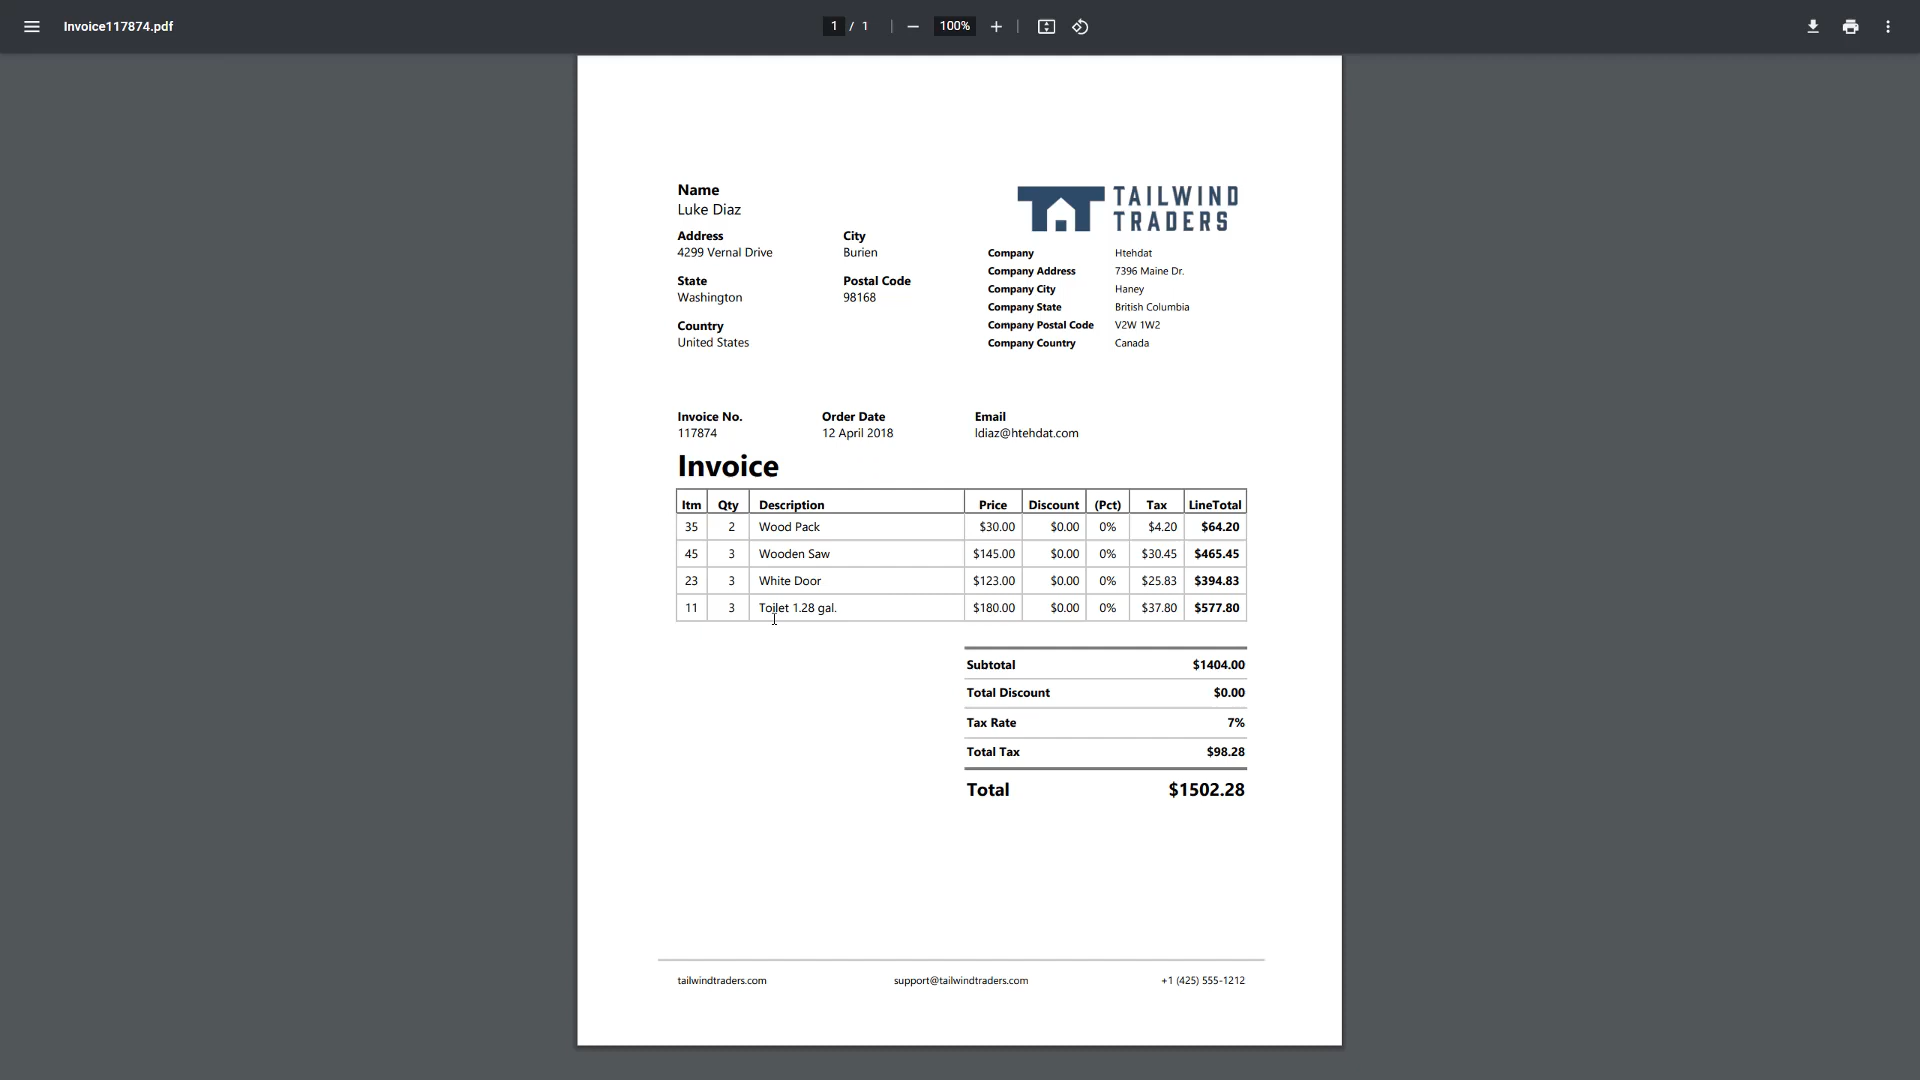 Invoice117874.pdf
1 / 1
100%
Name
Luke Diaz
TAILWIND
TRADERS
Address City
4299 Vernal Drive Burien
State Postal Code
Washington 98168
Country
United States
Company Htehdat
Company Address 7396 Maine Dr.
Company City Haney
Company State British Columbia
Company Postal Code V2W 1W2
Company Country Canada
Invoice No. Order Date Email
117874 12 April 2018 ldiaz@htehdat.com
Invoice
Itm Qty Description Price Discount (Pct) Tax LineTotal
35 2 Wood Pack $30.00 $0.00 0% $4.20 $64.20
45 3 Wooden Saw $145.00 $0.00 0% $30.45 $465.45
23 3 White Door $123.00 $0.00 0% $25.83 $394.83
11 3 Toilet 1.28 gal. $180.00 $0.00 0% $37.80 $577.80
Subtotal $1404.00
Total Discount $0.00
Tax Rate 7%
Total Tax $98.28
Total $1502.28
tailwindtraders.com support@tailwindtraders.com +1 (425) 555-1212